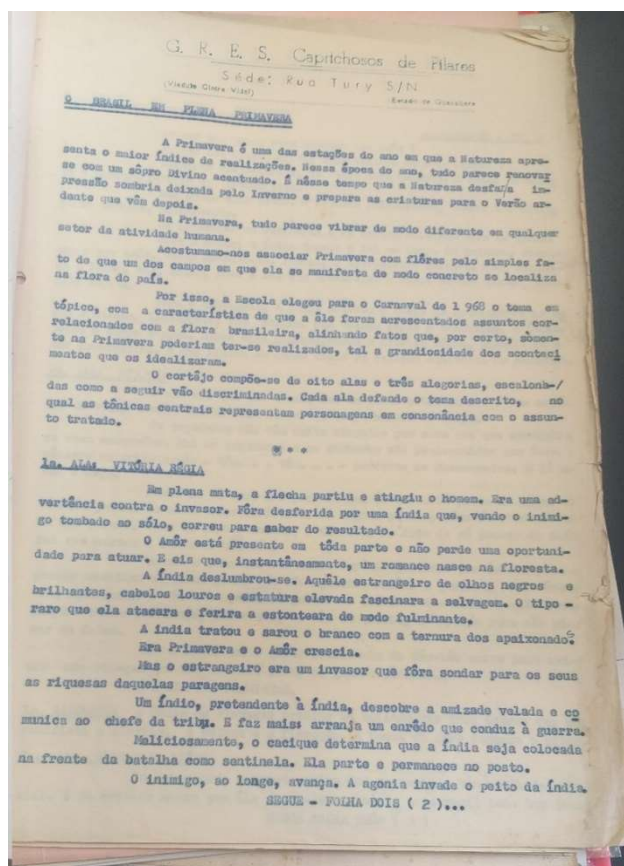 G. R. E. S. Caprichosos de Pilares
Séde: Rua Tury S/N
(Viaduto Cintra Vidal) Estado da Guanabara
O BRASIL EM PLENA PRIMAVERA
A Primavera é uma das estações do ano em que a Natureza apre-
senta o maior índice de realizações. Nessa época do ano, tudo parece renovar
se com um sôpro Divino acentuado. É nêsse tempo que a Natureza desfaz a im-
pressão sombria deixada pelo Inverno e prepara as criaturas para o Verão ar-
dante que vêm depois.
Na Primavera, tudo parece vibrar de modo diferente em qualquer
setor da atividade humana.
Acostumamo-nos associar Primavera com flôres pelo simples fa-
to de que um dos campos em que ela se manifesta de modo concreto se localiza
na flora do país.
Por isso, a Escola elegeu para o Carnaval de 1 968 o tema em
tópico, com a característica de que a êle foram acrescentados assuntos cor-
relacionados com a flora brasileira, alinhando fatos que, por certo, sòmen-
te na Primavera poderiam ter-se realizados, tal a grandiosidade dos aconteci
mentos que os idealizaram.
O cortêjo compõe-se de oito alas e três alegorias, escalona-/
das como a seguir vão discriminadas. Cada ala defende o tema descrito, no
qual as tônicas centrais representam personagens em consonância com o assun-
to tratado.
1a. ALA: VITÓRIA RÉGIA
Em plena mata, a flecha partiu e atingiu o homem. Era uma ad-
vertência contra o invasor. Fôra desferida por uma índia que, vendo o inimi-
go tombado ao sólo, correu para saber do resultado.
O Amôr está presente em tôda parte e não perde uma oportuni-
dade para atuar. E eis que, instantâneamente, um romance nasce na floresta.
A índia deslumbrou-se. Aquêle estrangeiro de olhos negros e
brilhantes, cabelos louros e estatura elevada fascinara a selvagem. O tipo -
raro que ela atacara e ferira a estonteara de modo fulminante.
A índia tratou e sarou o branco com a ternura dos apaixonados.
Era Primavera e o Amôr crescia.
Mas o estrangeiro era um invasor que fôra sondar para os seus
as riquesas daquelas paragens.
Um índio, pretendente à índia, descobre a amizade velada e co
munica ao chefe da tribu. E faz mais: arranja um enrêdo que conduz à guerra.
Maliciosamente, o cacique determina que a índia seja colocada
na frente da batalha como sentinela. Ela parte e permanece no posto.
O inimigo, ao longe, avança. A agonia invade o peito da índia.
SEGUE - FOLHA DOIS ( 2 )...